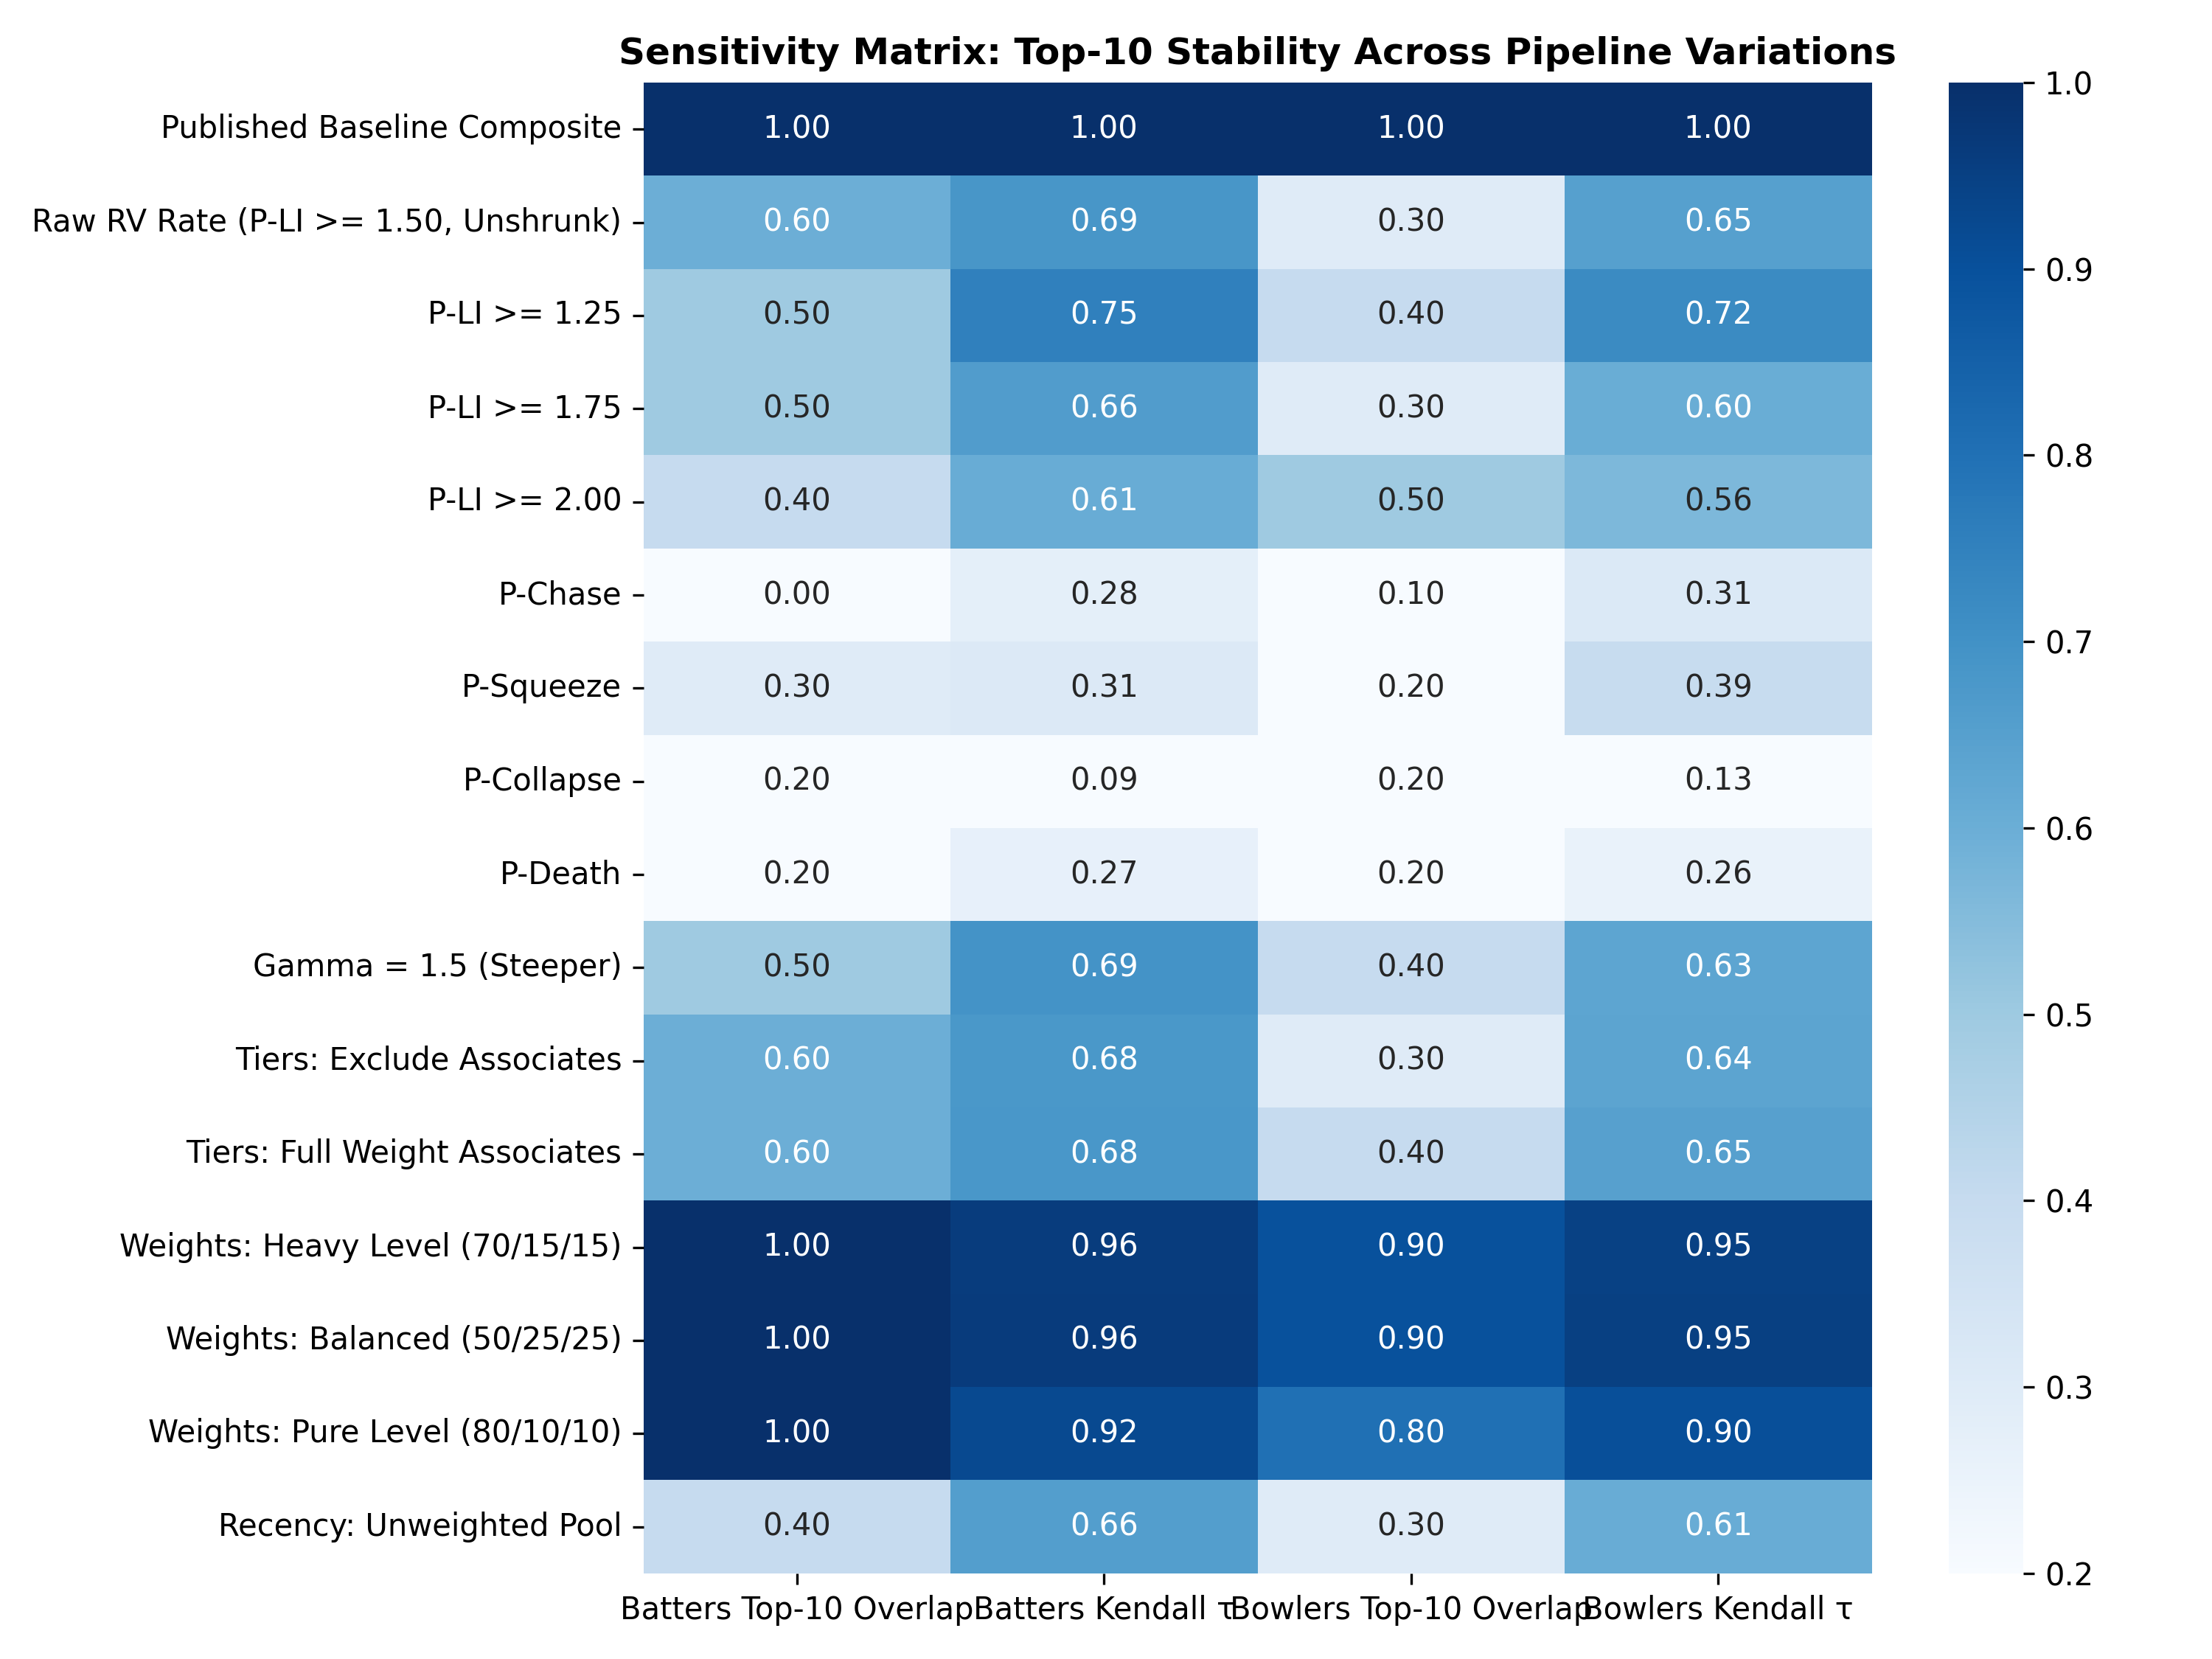 Sensitivity Matrix: Top-10 Stability Across Pipeline Variations
Published Baseline Composite 1.00 1.00 1.00 1.00
Raw RV Rate (P-LI >= 1.50, Unshrunk) 0.60 0.69 0.30 0.65
P-LI >= 1.25 0.50 0.75 0.40 0.72
P-LI >= 1.75 0.50 0.66 0.30 0.60
P-LI >= 2.00 0.40 0.61 0.50 0.56
P-Chase 0.00 0.28 0.10 0.31
P-Squeeze 0.30 0.31 0.20 0.39
P-Collapse 0.20 0.09 0.20 0.13
P-Death 0.20 0.27 0.20 0.26
Gamma = 1.5 (Steeper) 0.50 0.69 0.40 0.63
Tiers: Exclude Associates 0.60 0.68 0.30 0.64
Tiers: Full Weight Associates 0.60 0.68 0.40 0.65
Weights: Heavy Level (70/15/15) 1.00 0.96 0.90 0.95
Weights: Balanced (50/25/25) 1.00 0.96 0.90 0.95
Weights: Pure Level (80/10/10) 1.00 0.92 0.80 0.90
Recency: Unweighted Pool 0.40 0.66 0.30 0.61
Batters Top-10 Overlap Batters Kendall τ Bowlers Top-10 Overlap Bowlers Kendall τ
1.0
0.9
0.8
0.7
0.6
0.5
0.4
0.3
0.2